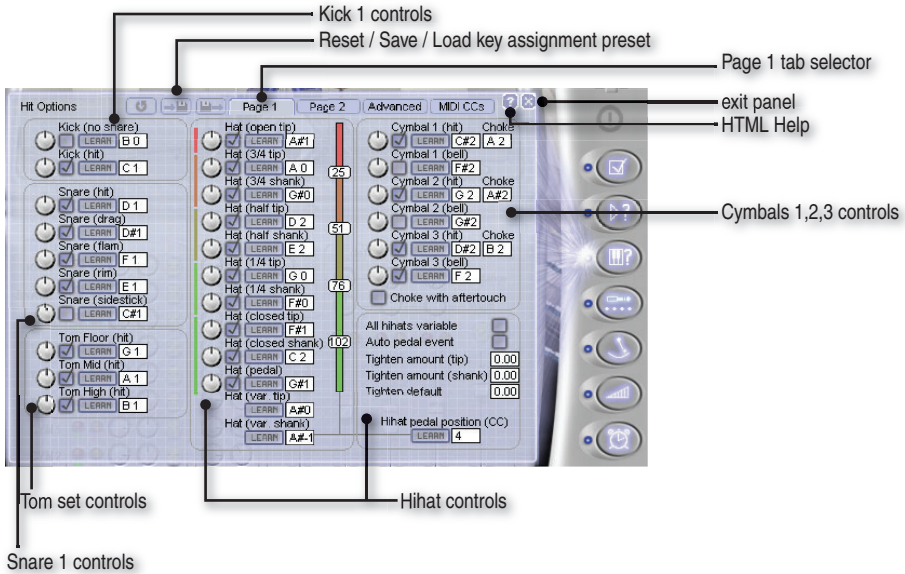 Kick 1 controls
Reset / Save / Load key assignment preset
Page 1 tab selector
exit panel
HTML Help
Cymbals 1,2,3 controls
Hit Options
Page 1
Page 2
Advanced
MIDI CCs
?
Kick (no snare)
LEARN B 0
Kick (hit)
LEARN C 1
Snare (hit)
LEARN D 1
Snare (drag)
LEARN D#1
Snare (flam)
LEARN F 1
Snare (rim)
LEARN E 1
Snare (sidestick)
LEARN C#1
Tom Floor (hit)
LEARN G 1
Tom Mid (hit)
LEARN A 1
Tom High (hit)
LEARN B 1
Hat (open tip)
LEARN A#1
Hat (3/4 tip)
LEARN A 0
Hat (3/4 shank)
LEARN G#0
Hat (half tip)
LEARN D 2
Hat (half shank)
LEARN E 2
Hat (1/4 tip)
LEARN G 0
Hat (1/4 shank)
LEARN F#0
Hat (closed tip)
LEARN F#1
Hat (closed shank)
LEARN C 2
Hat (pedal)
LEARN G#1
Hat (var. tip)
LEARN A#0
Hat (var. shank)
LEARN A#-1
25
51
76
102
Cymbal 1 (hit) Choke
LEARN C#2 A 2
Cymbal 1 (bell)
LEARN F#2
Cymbal 2 (hit) Choke
LEARN G 2 A#2
Cymbal 2 (bell)
LEARN G#2
Cymbal 3 (hit) Choke
LEARN D#2 B 2
Cymbal 3 (bell)
LEARN F 2
Choke with aftertouch
All hihats variable
Auto pedal event
Tighten amount (tip) 0.00
Tighten amount (shank) 0.00
Tighten default 0.00
Hihat pedal position (CC)
LEARN 4
?
?
Tom set controls
Hihat controls
Snare 1 controls